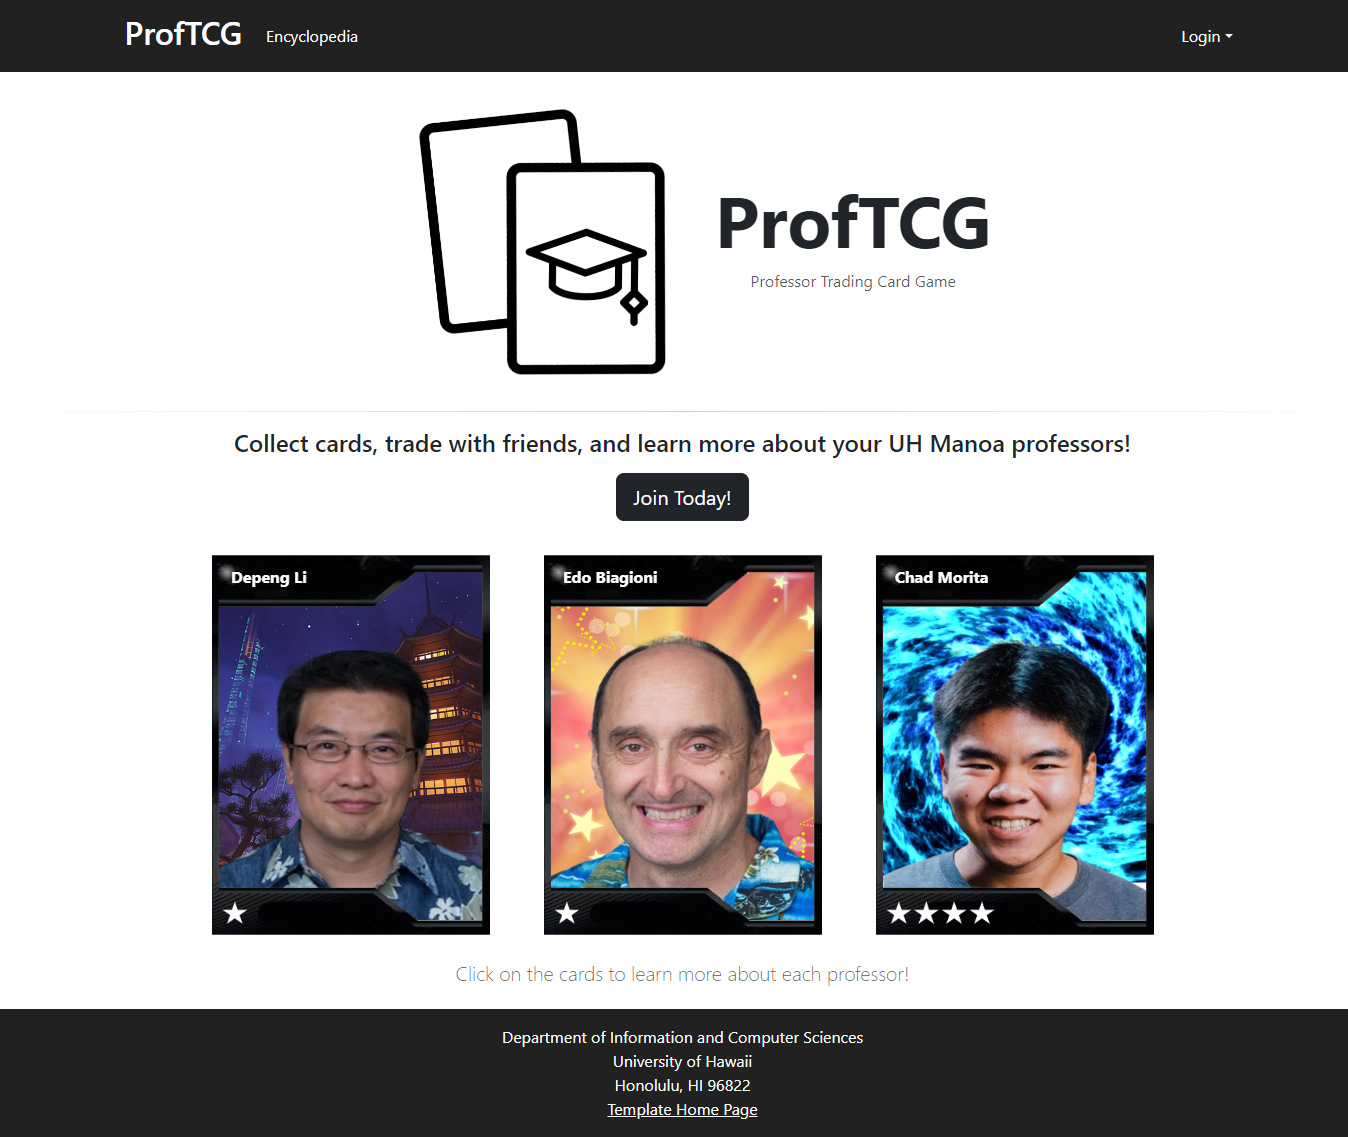 ProfTCG
Encyclopedia
Login
ProfTCG
Professor Trading Card Game
Collect cards, trade with friends, and learn more about your UH Manoa professors!
Join Today!
Depeng Li
Edo Biagioni
Chad Morita
Click on the cards to learn more about each professor!
Department of Information and Computer Sciences
University of Hawaii
Honolulu, HI 96822
Template Home Page